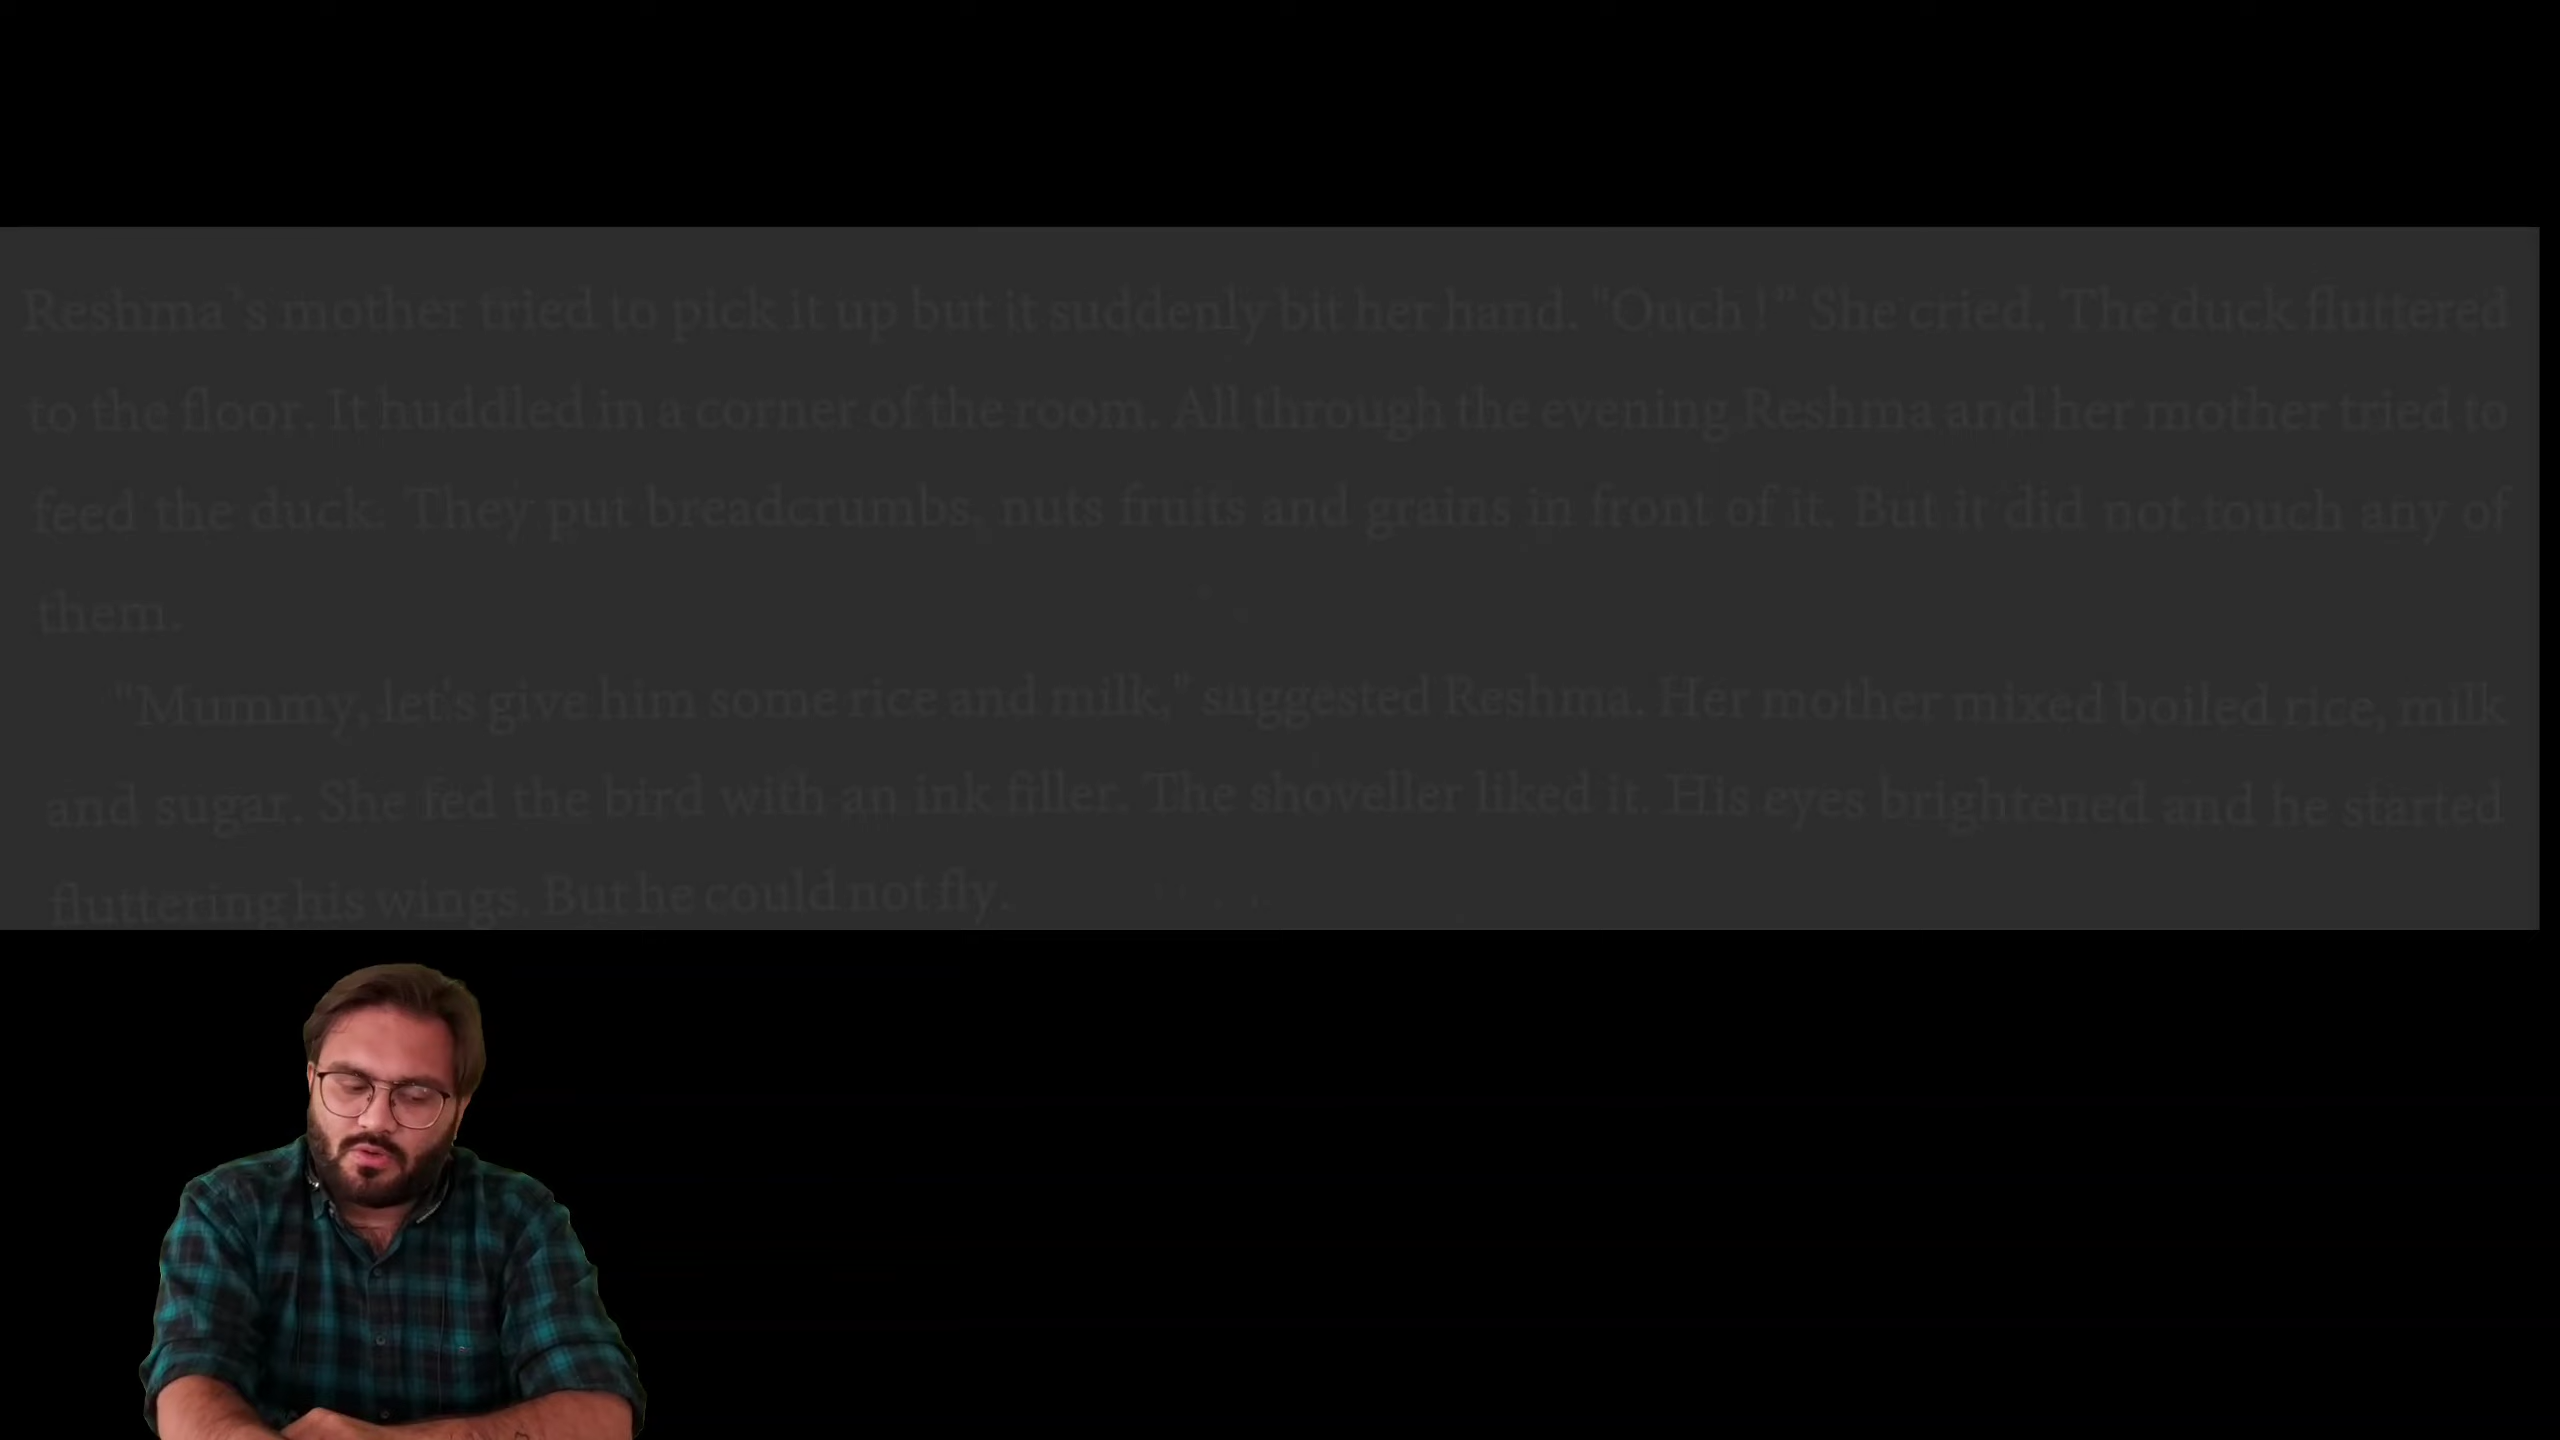 Reshma's mother tried to pick it up but it suddenly bit her hand. "Ouch !" She cried. The duck fluttered
to the floor. It huddled in a corner of the room. All through the evening Reshma and her mother tried to
feed the duck. They put breadcrumbs, nuts fruits and grains in front of it. But it did not touch any of
them.
"Mummy, let's give him some rice and milk," suggested Reshma. Her mother mixed boiled rice, milk
and sugar. She fed the bird with an ink filler. The shoveller liked it. His eyes brightened and he started
fluttering his wings. But he could not fly.